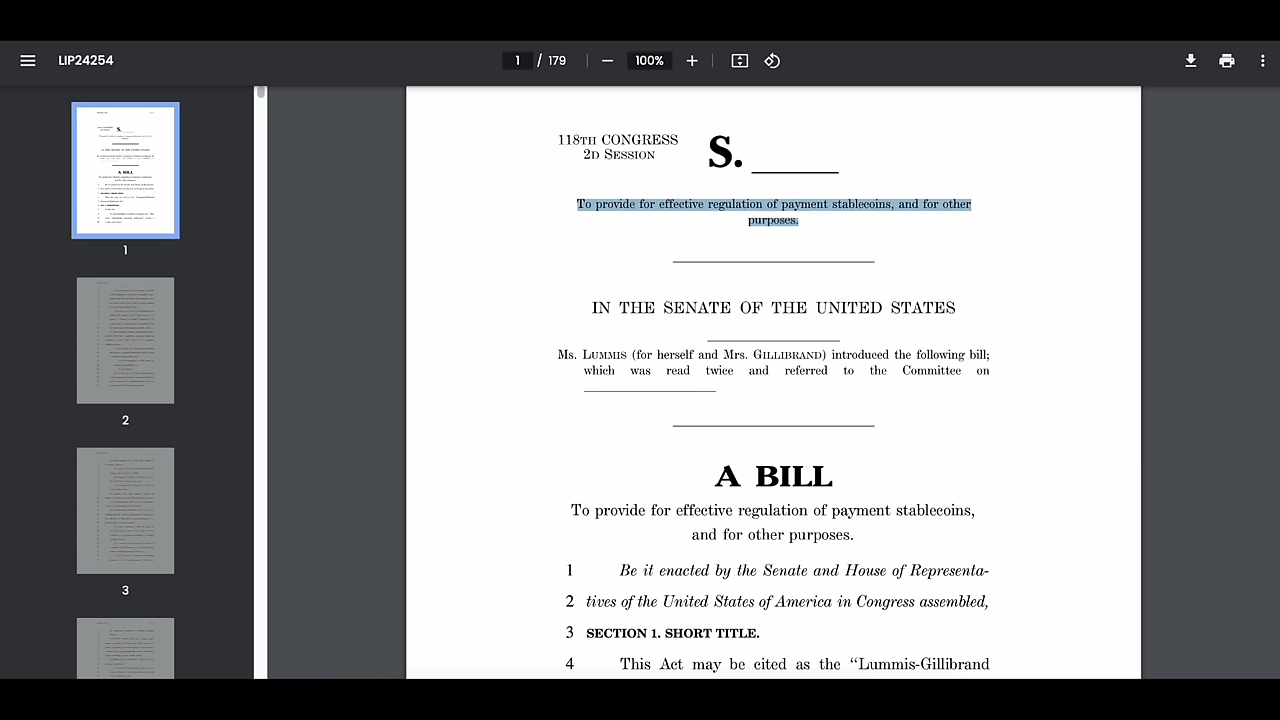 LIP24254
1 / 179
100%
118TH CONGRESS
2D SESSION
S.
To provide for effective regulation of payment stablecoins, and for other
purposes.
IN THE SENATE OF THE UNITED STATES
Ms. LUMMIS (for herself and Mrs. GILLIBRAND) introduced the following bill;
which was read twice and referred to the Committee on
A BILL
To provide for effective regulation of payment stablecoins,
and for other purposes.
1 Be it enacted by the Senate and House of Representa-
2 tives of the United States of America in Congress assembled,
3 SECTION 1. SHORT TITLE.
4 This Act may be cited as the “Lummis-Gillibrand
1
2
3